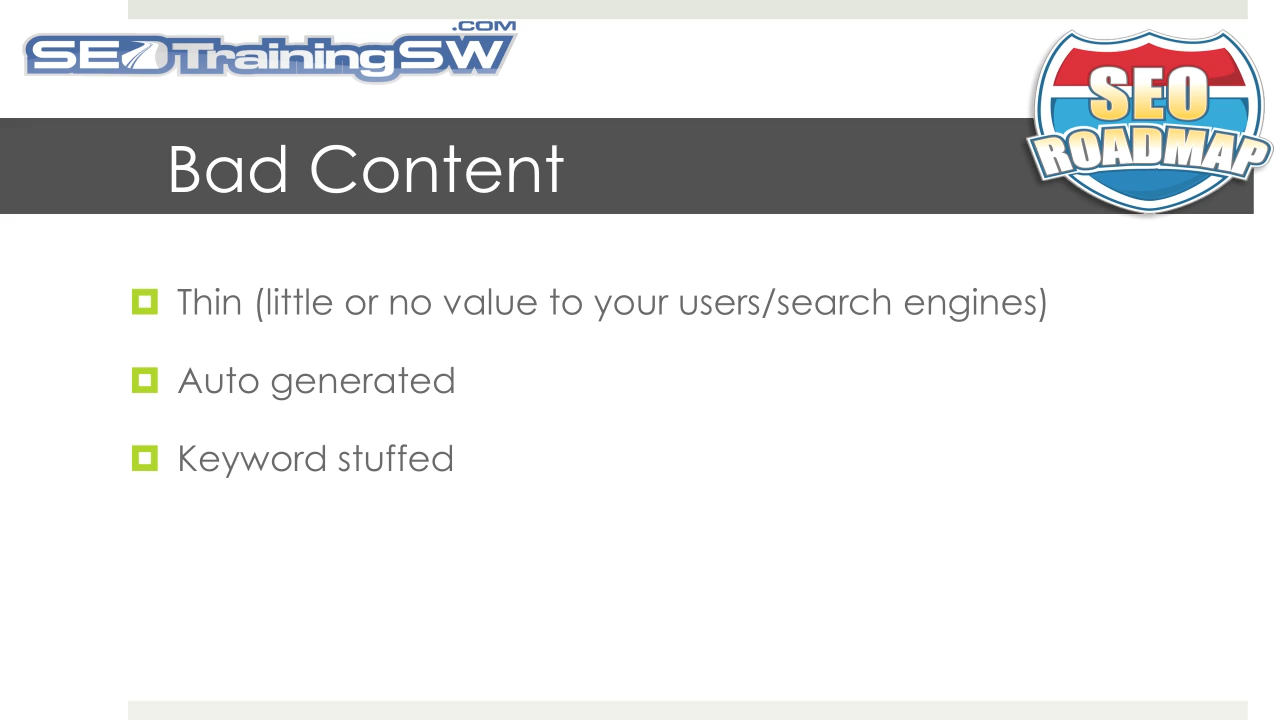 .COM
SEOTrainingSW
SEO
ROADMAP
Bad Content
Thin (little or no value to your users/search engines)
Auto generated
Keyword stuffed